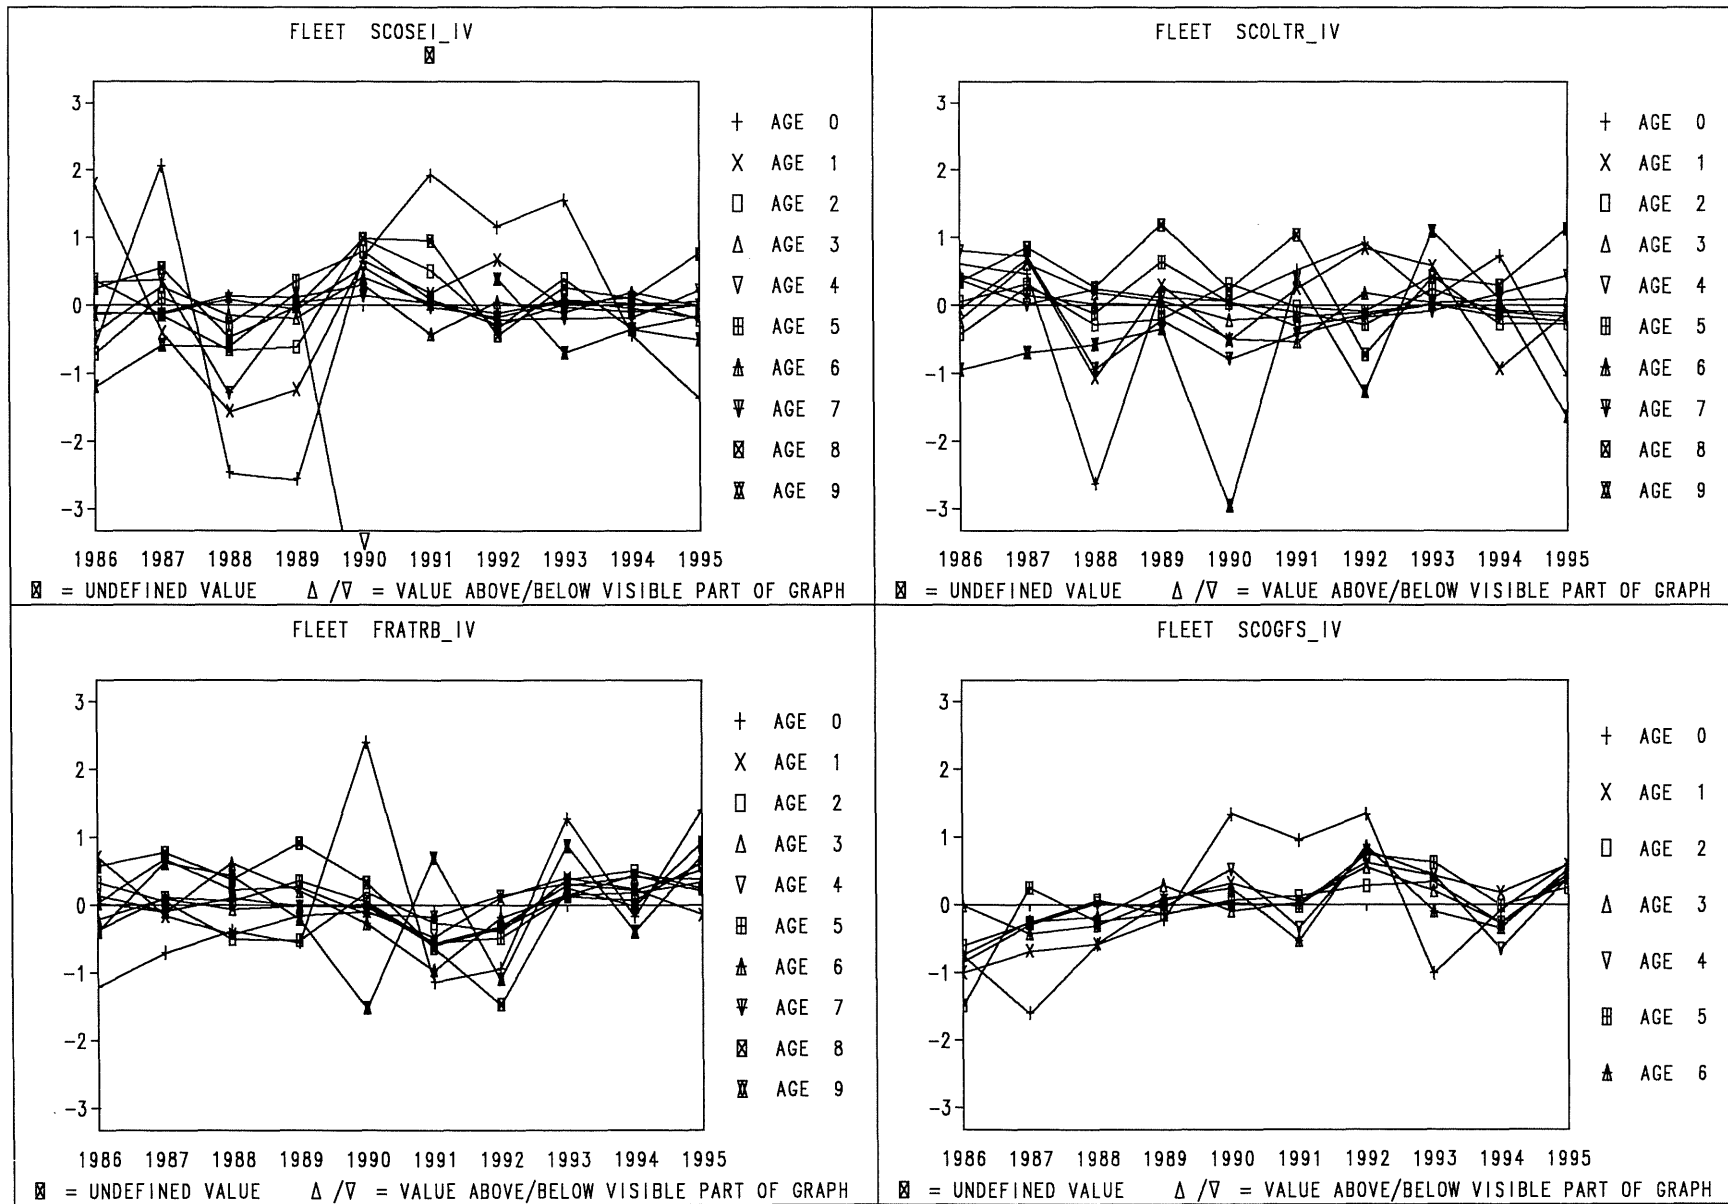 FLEET SCOSEI_IV
3
2
1
0
-1
-2
-3
1986 1987 1988 1989 1990 1991 1992 1993 1994 1995
AGE 0
AGE 1
AGE 2
AGE 3
AGE 4
AGE 5
AGE 6
AGE 7
AGE 8
AGE 9
= UNDEFINED VALUE Δ /∇ = VALUE ABOVE/BELOW VISIBLE PART OF GRAPH
FLEET SCOLTR_IV
3
2
1
0
-1
-2
-3
1986 1987 1988 1989 1990 1991 1992 1993 1994 1995
AGE 0
AGE 1
AGE 2
AGE 3
AGE 4
AGE 5
AGE 6
AGE 7
AGE 8
AGE 9
= UNDEFINED VALUE Δ /∇ = VALUE ABOVE/BELOW VISIBLE PART OF GRAPH
FLEET FRATRB_IV
3
2
1
0
-1
-2
-3
1986 1987 1988 1989 1990 1991 1992 1993 1994 1995
AGE 0
AGE 1
AGE 2
AGE 3
AGE 4
AGE 5
AGE 6
AGE 7
AGE 8
AGE 9
= UNDEFINED VALUE Δ /∇ = VALUE ABOVE/BELOW VISIBLE PART OF GRAPH
FLEET SCOGFS_IV
3
2
1
0
-1
-2
-3
1986 1987 1988 1989 1990 1991 1992 1993 1994 1995
AGE 0
AGE 1
AGE 2
AGE 3
AGE 4
AGE 5
AGE 6
= UNDEFINED VALUE Δ /∇ = VALUE ABOVE/BELOW VISIBLE PART OF GRAPH